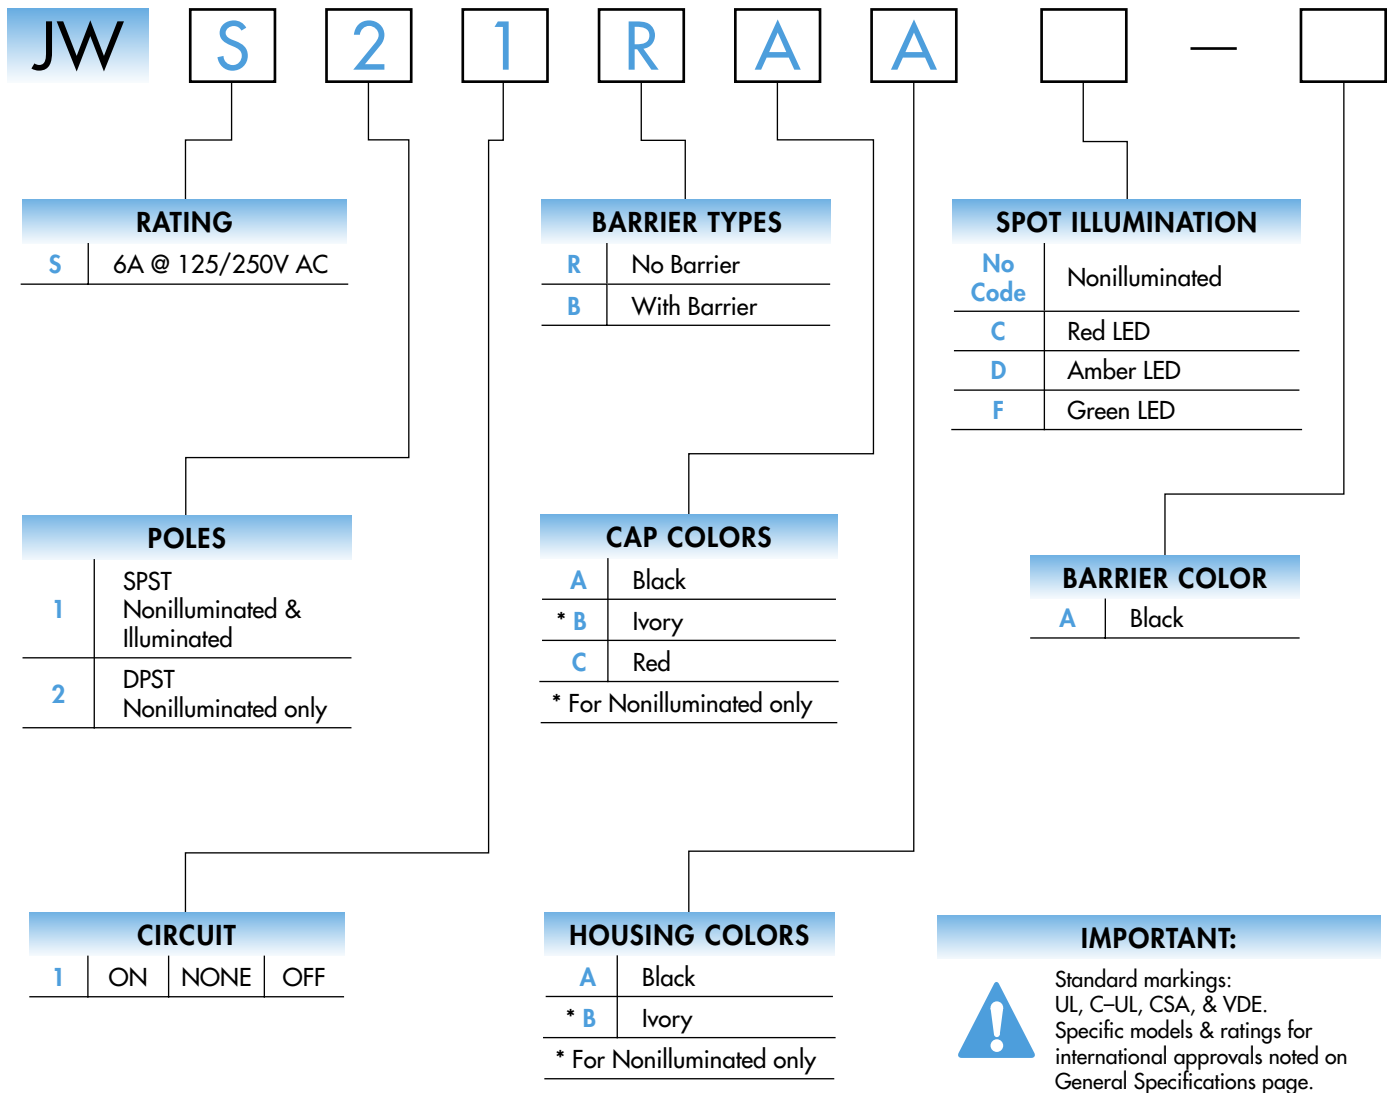 JW S 2 1 R A A —
RATING
S 6A @ 125/250V AC
POLES
1 SPST
Nonilluminated &
Illuminated
2 DPST
Nonilluminated only
CIRCUIT
1 ON NONE OFF
BARRIER TYPES
R No Barrier
B With Barrier
CAP COLORS
A Black
* B Ivory
C Red
* For Nonilluminated only
HOUSING COLORS
A Black
* B Ivory
* For Nonilluminated only
SPOT ILLUMINATION
No
Code Nonilluminated
C Red LED
D Amber LED
F Green LED
BARRIER COLOR
A Black
IMPORTANT:
Standard markings:
UL, C–UL, CSA, & VDE.
Specific models & ratings for
international approvals noted on
General Specifications page.